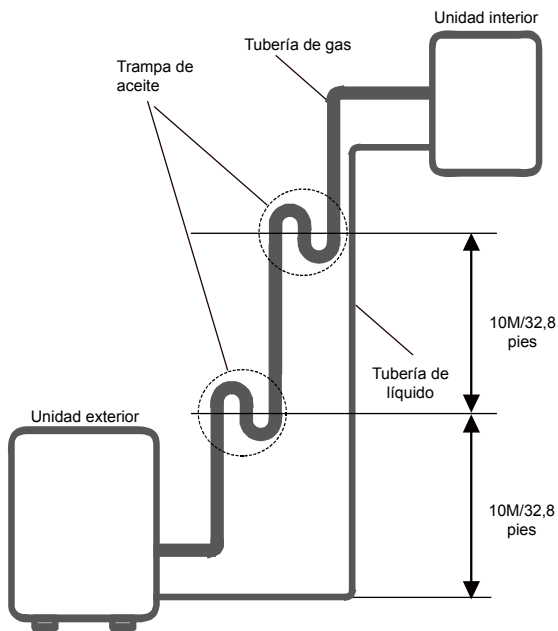 Unidad interior
Tubería de gas
Trampa de
aceite
10M/32,8
pies
Tubería de
líquido
Unidad exterior
10M/32,8
pies